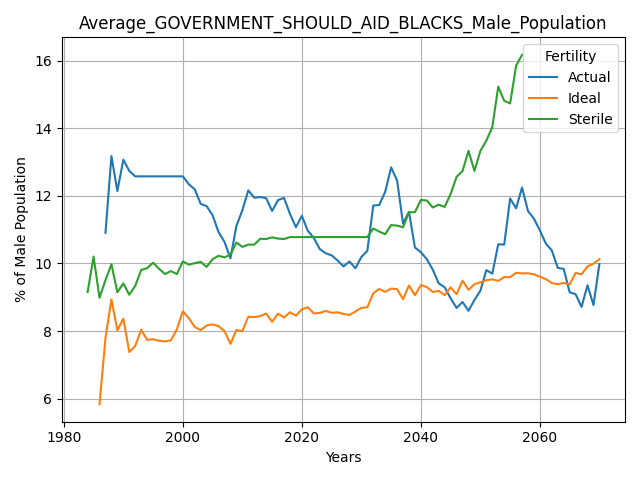 Average_GOVERNMENT_SHOULD_AID_BLACKS_Male_Population
% of Male Population
16
14
12
10
8
6
Fertility
Actual
Ideal
Sterile
1980 2000 2020 2040 2060
Years